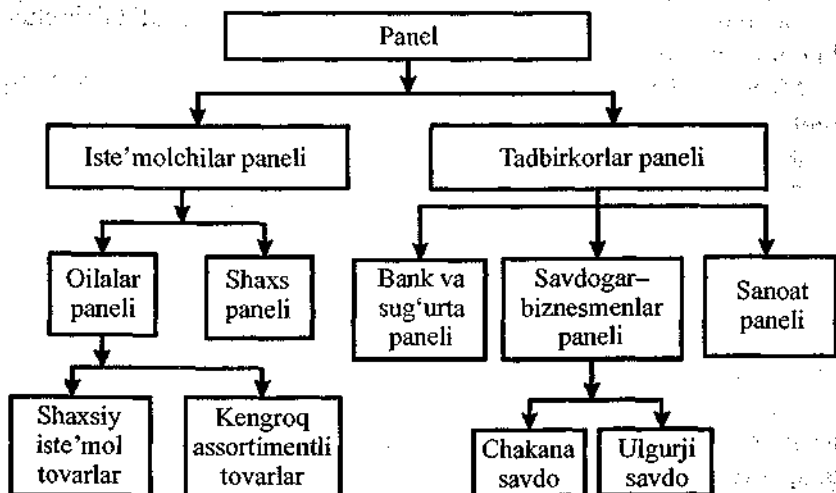 Panel
Iste’molchilar paneli
Tadbirkorlar paneli
Oilalar
paneli
Shaxs
paneli
Bank va
sug‘urta
paneli
Savdogar–
biznesmenlar
paneli
Sanoat
paneli
Shaxsiy
iste’mol
tovarlar
Kengroq
assortimentli
tovarlar
Chakana
savdo
Ulgurji
savdo